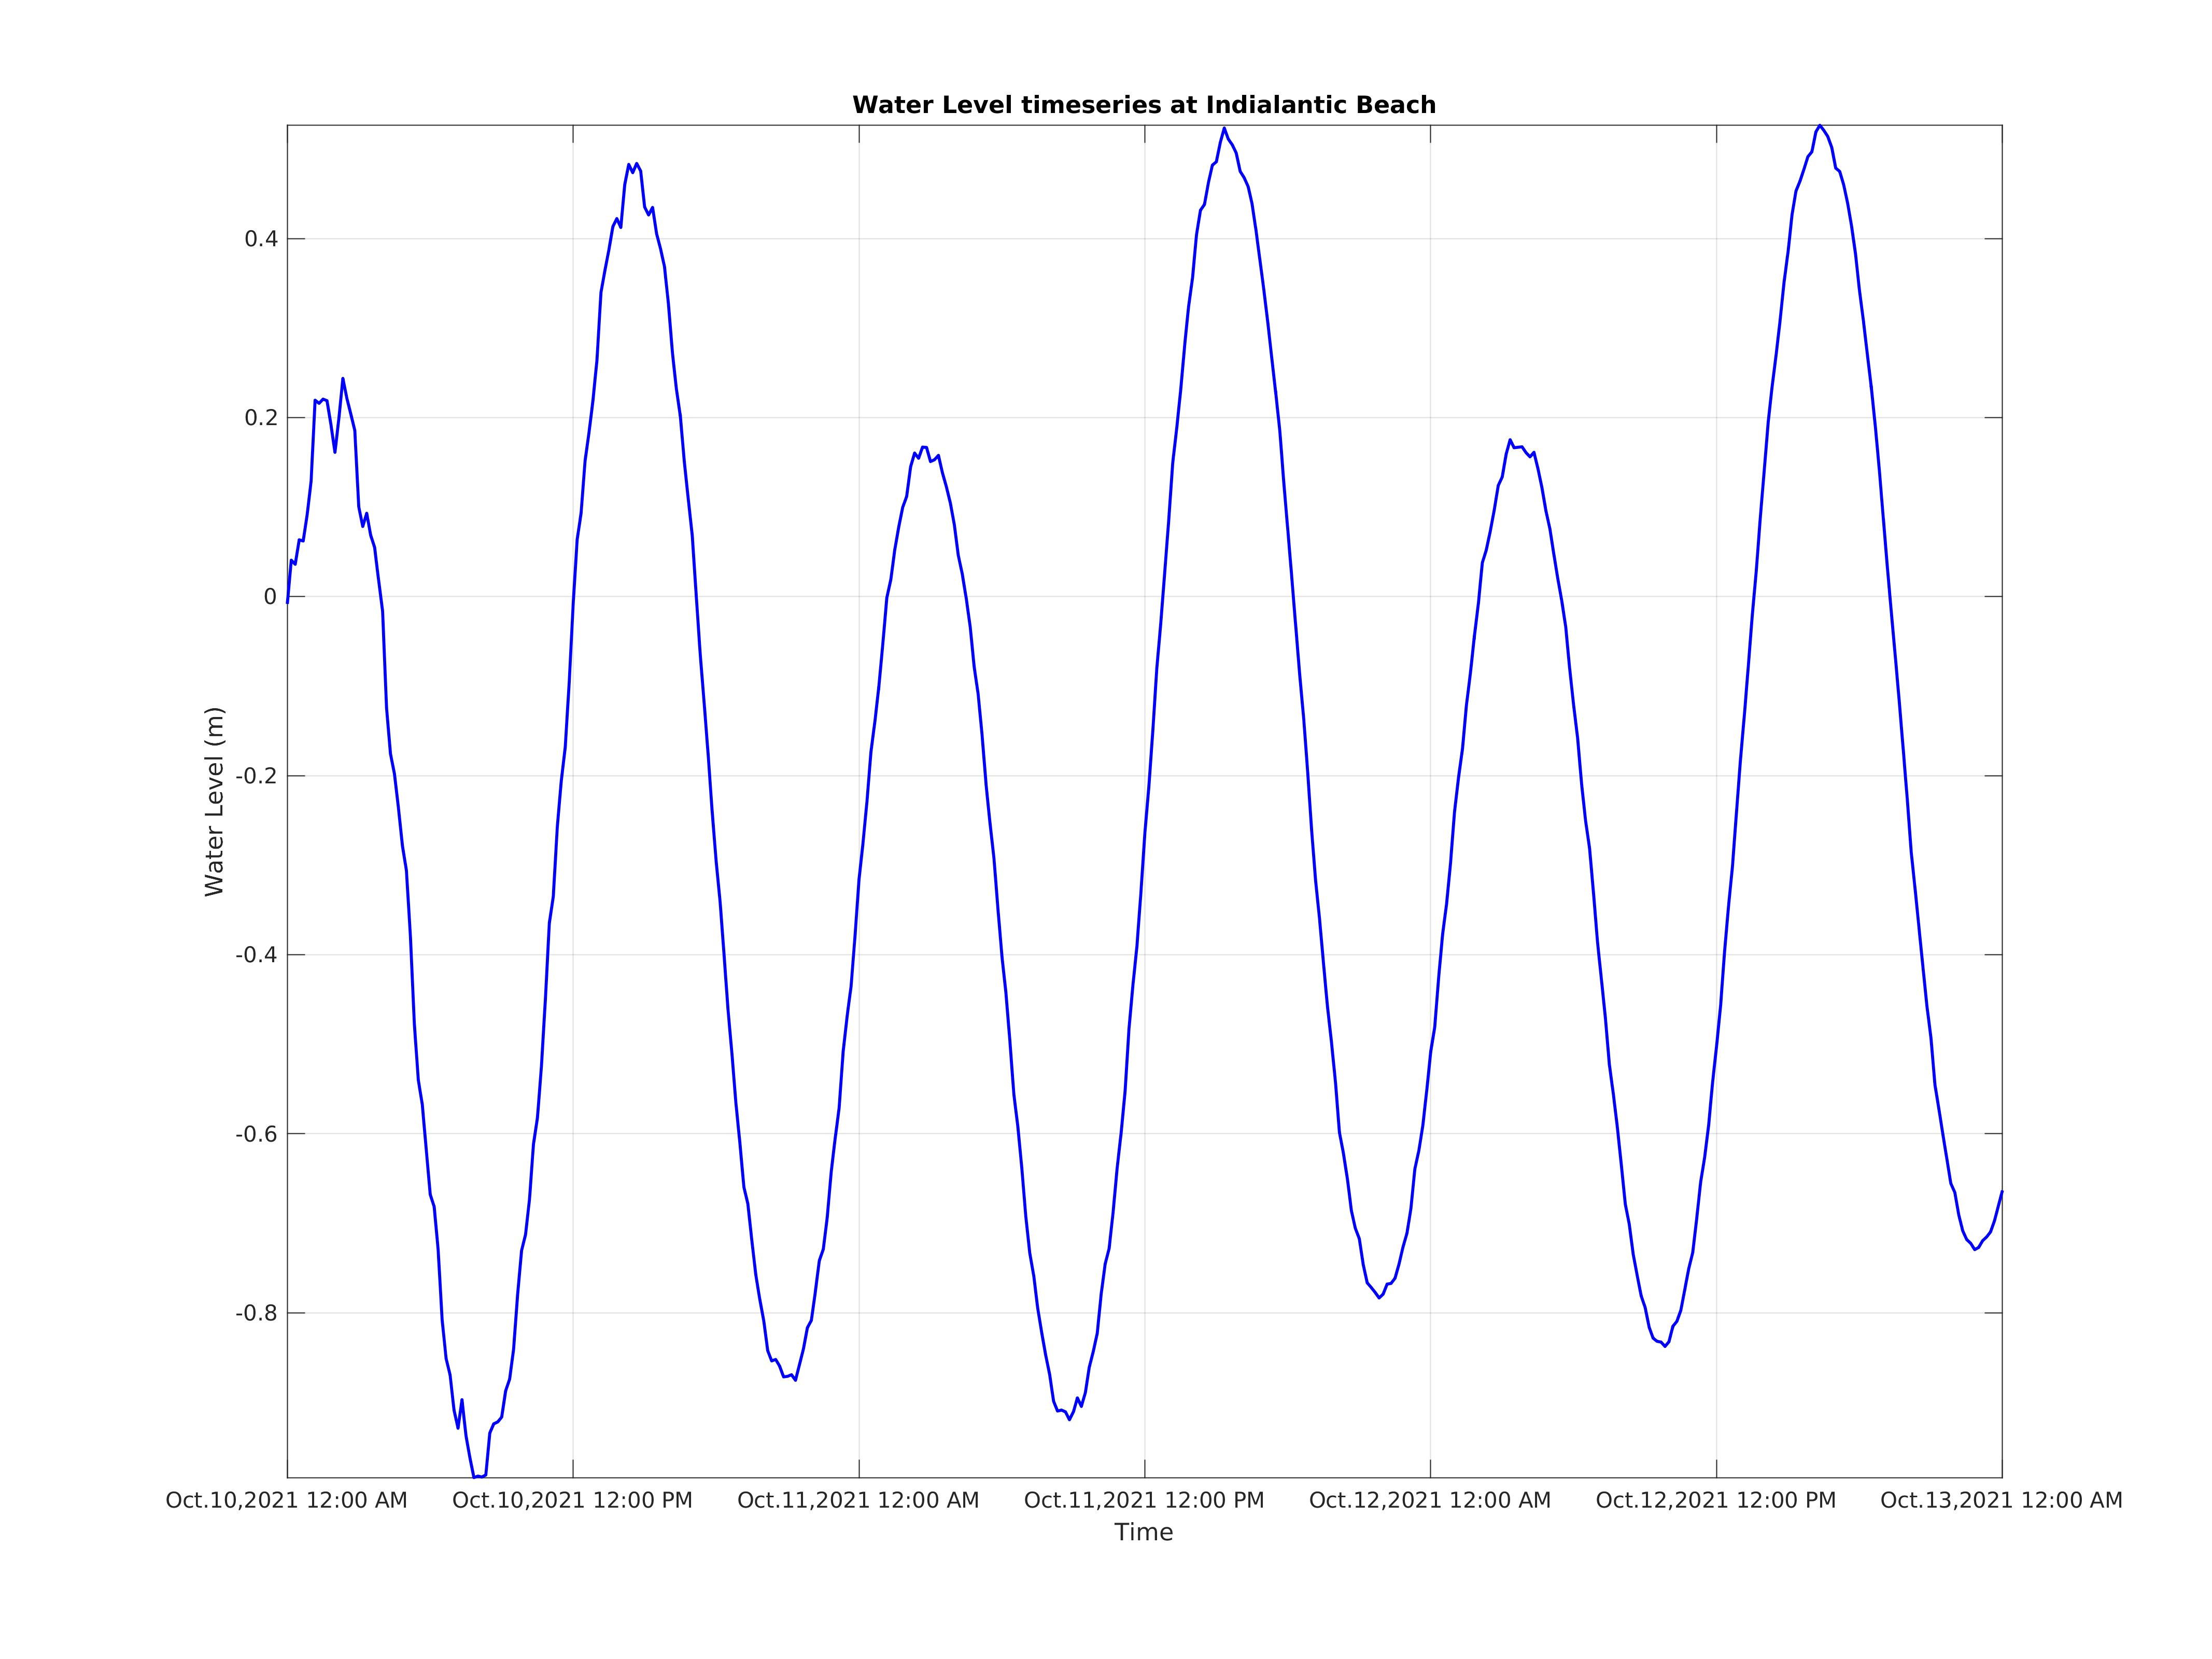 Water Level timeseries at Indialantic Beach
0.4
0.2
0
-0.2
-0.4
-0.6
-0.8
Water Level (m)
Oct.10,2021 12:00 AM
Oct.10,2021 12:00 PM
Oct.11,2021 12:00 AM
Oct.11,2021 12:00 PM
Oct.12,2021 12:00 AM
Oct.12,2021 12:00 PM
Oct.13,2021 12:00 AM
Time